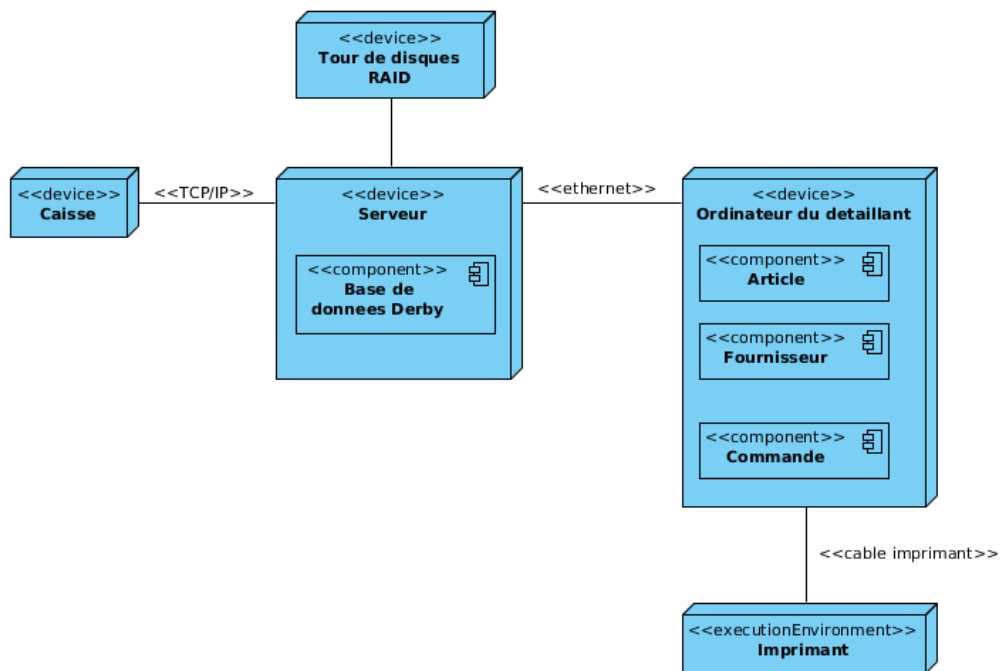 <<device>>
Tour de disques
RAID
<<device>>
Caisse
<<TCP/IP>>
<<device>>
Serveur
<<component>>
Base de
donnees Derby
<<ethernet>>
<<device>>
Ordinateur du detaillant
<<component>>
Article
<<component>>
Fournisseur
<<component>>
Commande
<<cable imprimant>>
<<executionEnvironment>>
Imprimant